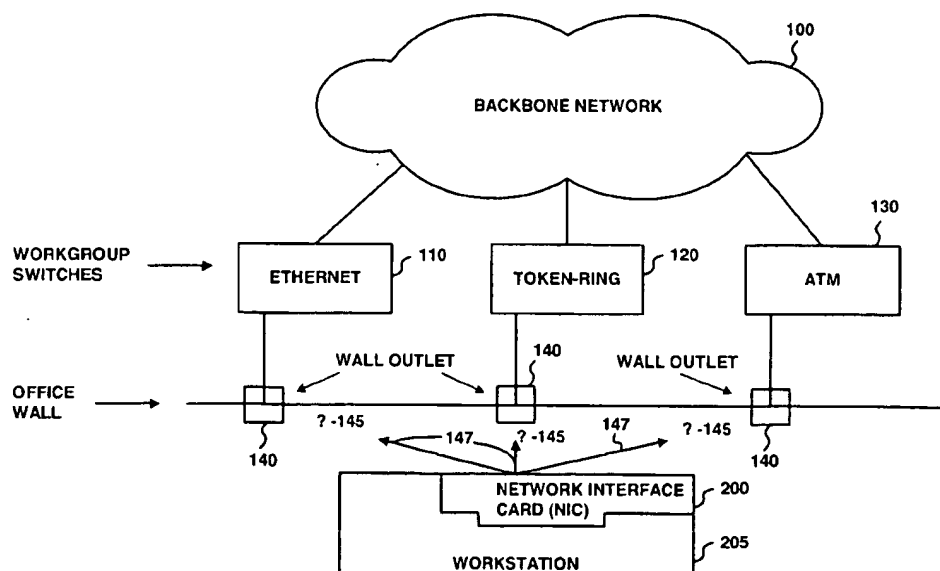 100
BACKBONE NETWORK
130
WORKGROUP
SWITCHES
ETHERNET
110
TOKEN-RING
120
ATM
WALL OUTLET
140
WALL OUTLET
OFFICE
WALL
? -145
147
? -145
147
? -145
140
140
NETWORK INTERFACE
CARD (NIC)
200
205
WORKSTATION